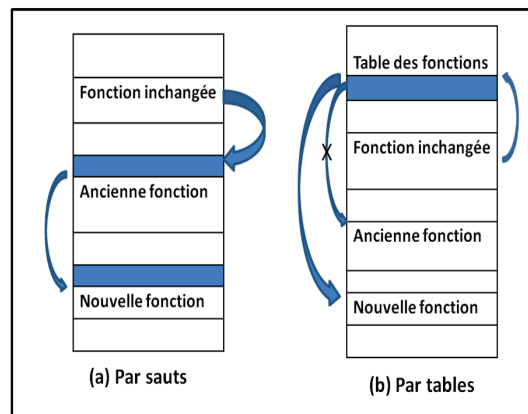 Fonction inchangée
Ancienne fonction
Nouvelle fonction
(a) Par sauts
Table des fonctions
X
Fonction inchangée
Ancienne fonction
Nouvelle fonction
(b) Par tables